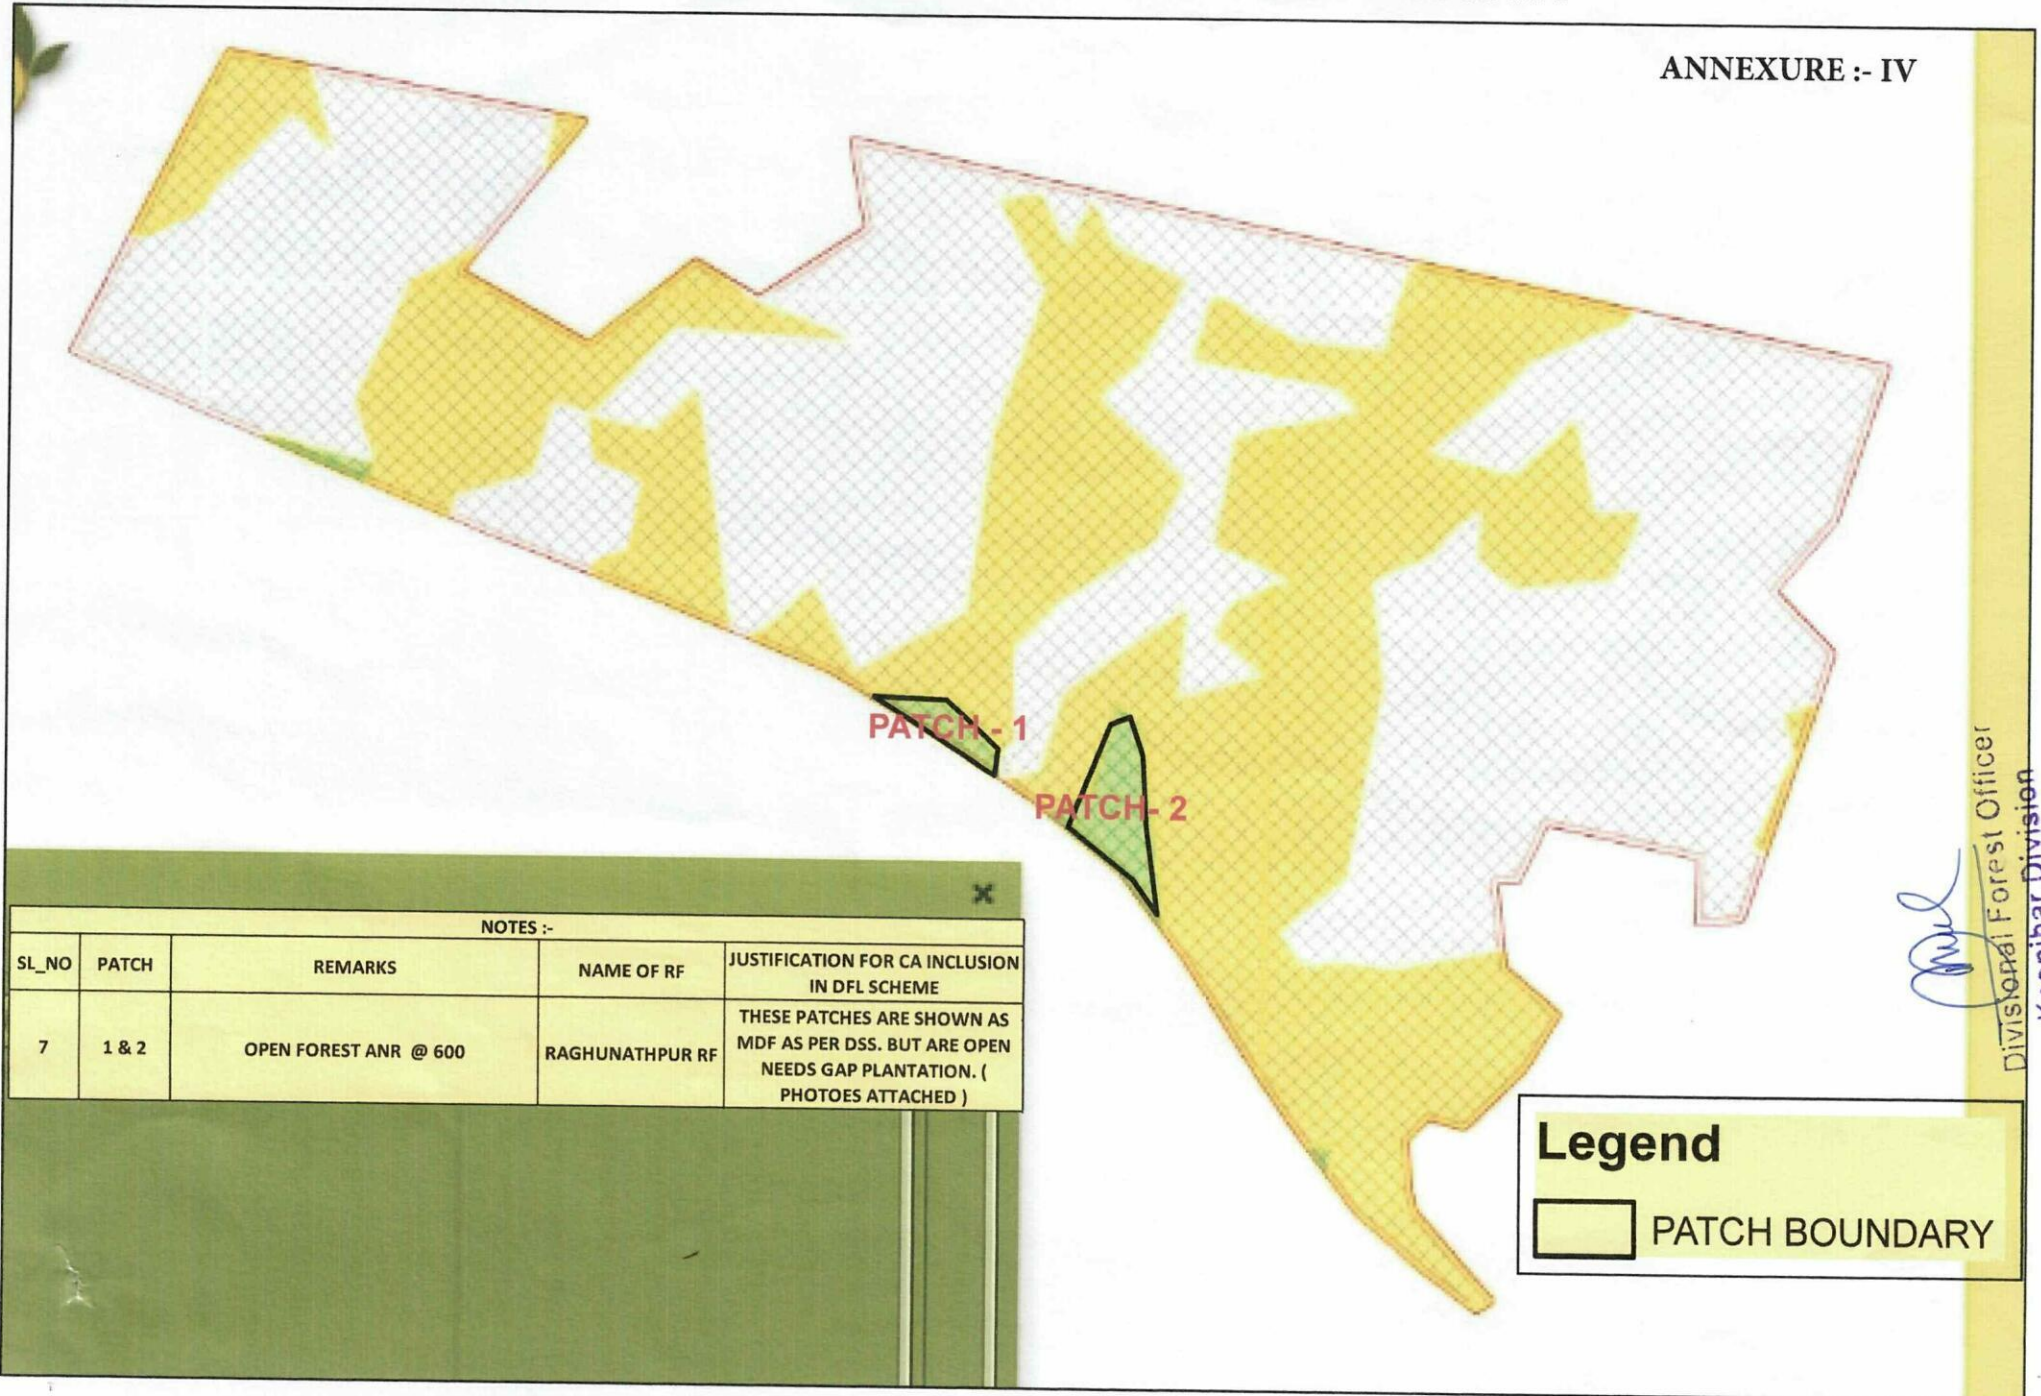 ANNEXURE :- IV
PATCH - 1
PATCH- 2
NOTES :-
SL_NO PATCH REMARKS NAME OF RF JUSTIFICATION FOR CA INCLUSION
IN DFL SCHEME
7 1 & 2 OPEN FOREST ANR @ 600 RAGHUNATHPUR RF THESE PATCHES ARE SHOWN AS
MDF AS PER DSS. BUT ARE OPEN
NEEDS GAP PLANTATION. (
PHOTOES ATTACHED )
Divisional Forest Officer
Division
Legend
PATCH BOUNDARY